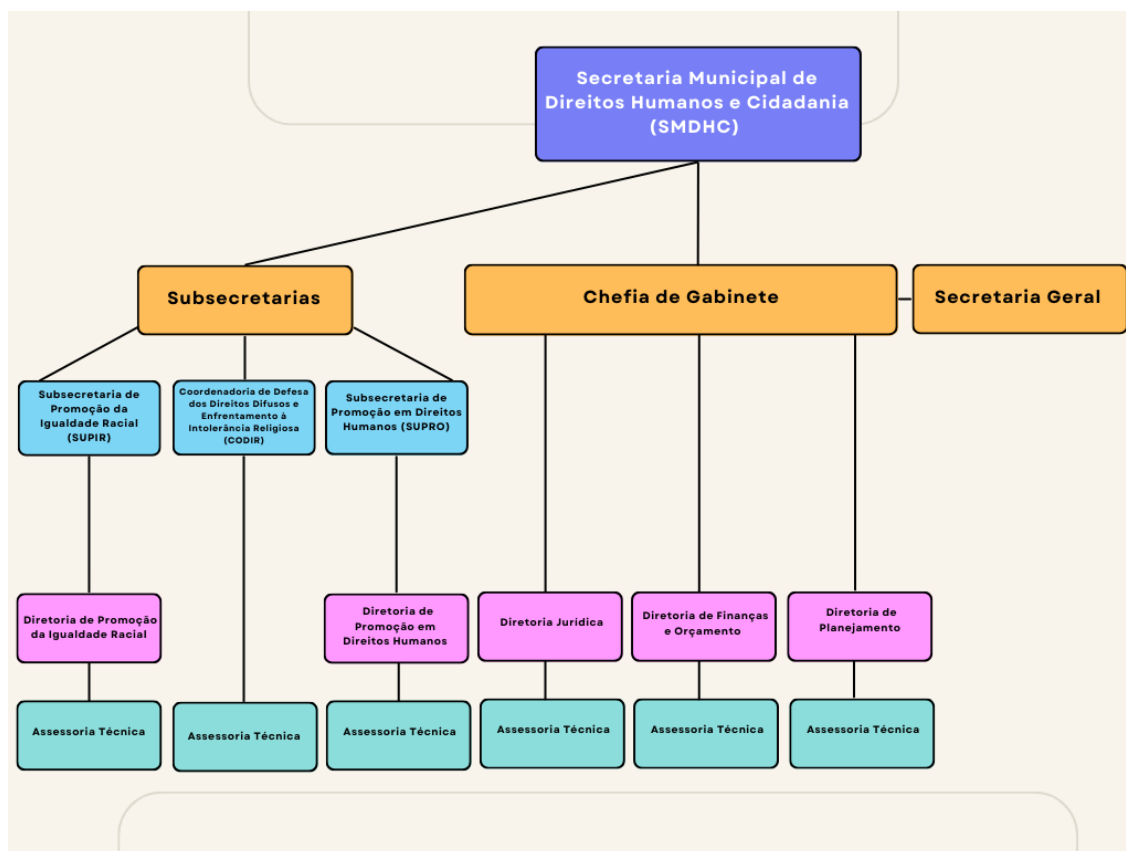 Secretaria Municipal de
Direitos Humanos e Cidadania
(SMDHC)
Subsecretarias
Chefia de Gabinete
Secretaria Geral
Subsecretaria de
Promoção da
Igualdade Racial
(SUPIR)
Coordenadoria de Defesa
dos Direitos Difusos e
Enfrentamento à
Intolerância Religiosa
(CODIR)
Subsecretaria de
Promoção em Direitos
Humanos (SUPRO)
Diretoria de Promoção
da Igualdade Racial
Diretoria de
Promoção em
Direitos Humanos
Diretoria Jurídica
Diretoria de Finanças
e Orçamento
Diretoria de
Planejamento
Assessoria Técnica
Assessoria Técnica
Assessoria Técnica
Assessoria Técnica
Assessoria Técnica
Assessoria Técnica